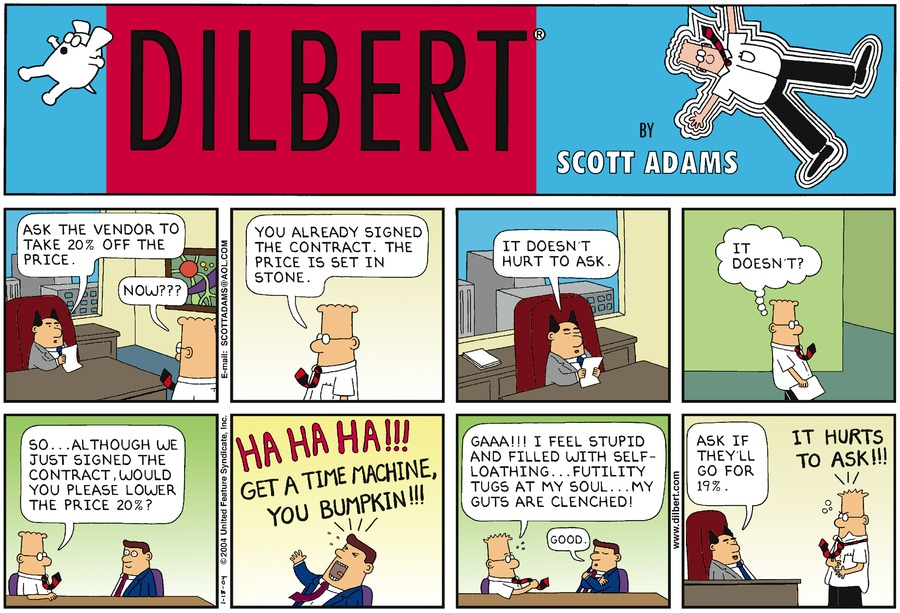 DILBERT®
BY
SCOTT ADAMS
ASK THE VENDOR TO
TAKE 20% OFF THE
PRICE.
NOW???
E-mail: SCOTTADAMS@AOL.COM
YOU ALREADY SIGNED
THE CONTRACT. THE
PRICE IS SET IN
STONE.
IT DOESN'T
HURT TO ASK.
IT
DOESN'T?
SO...ALTHOUGH WE
JUST SIGNED THE
CONTRACT, WOULD
YOU PLEASE LOWER
THE PRICE 20%?
1-18-04 ©2004 United Feature Syndicate, Inc.
HA HA HA!!!
GET A TIME MACHINE,
YOU BUMPKIN!!!
GAAA!!! I FEEL STUPID
AND FILLED WITH SELF-
LOATHING...FUTILITY
TUGS AT MY SOUL...MY
GUTS ARE CLENCHED!
GOOD.
www.dilbert.com
ASK IF
THEY'LL
GO FOR
19%.
IT HURTS
TO ASK!!!